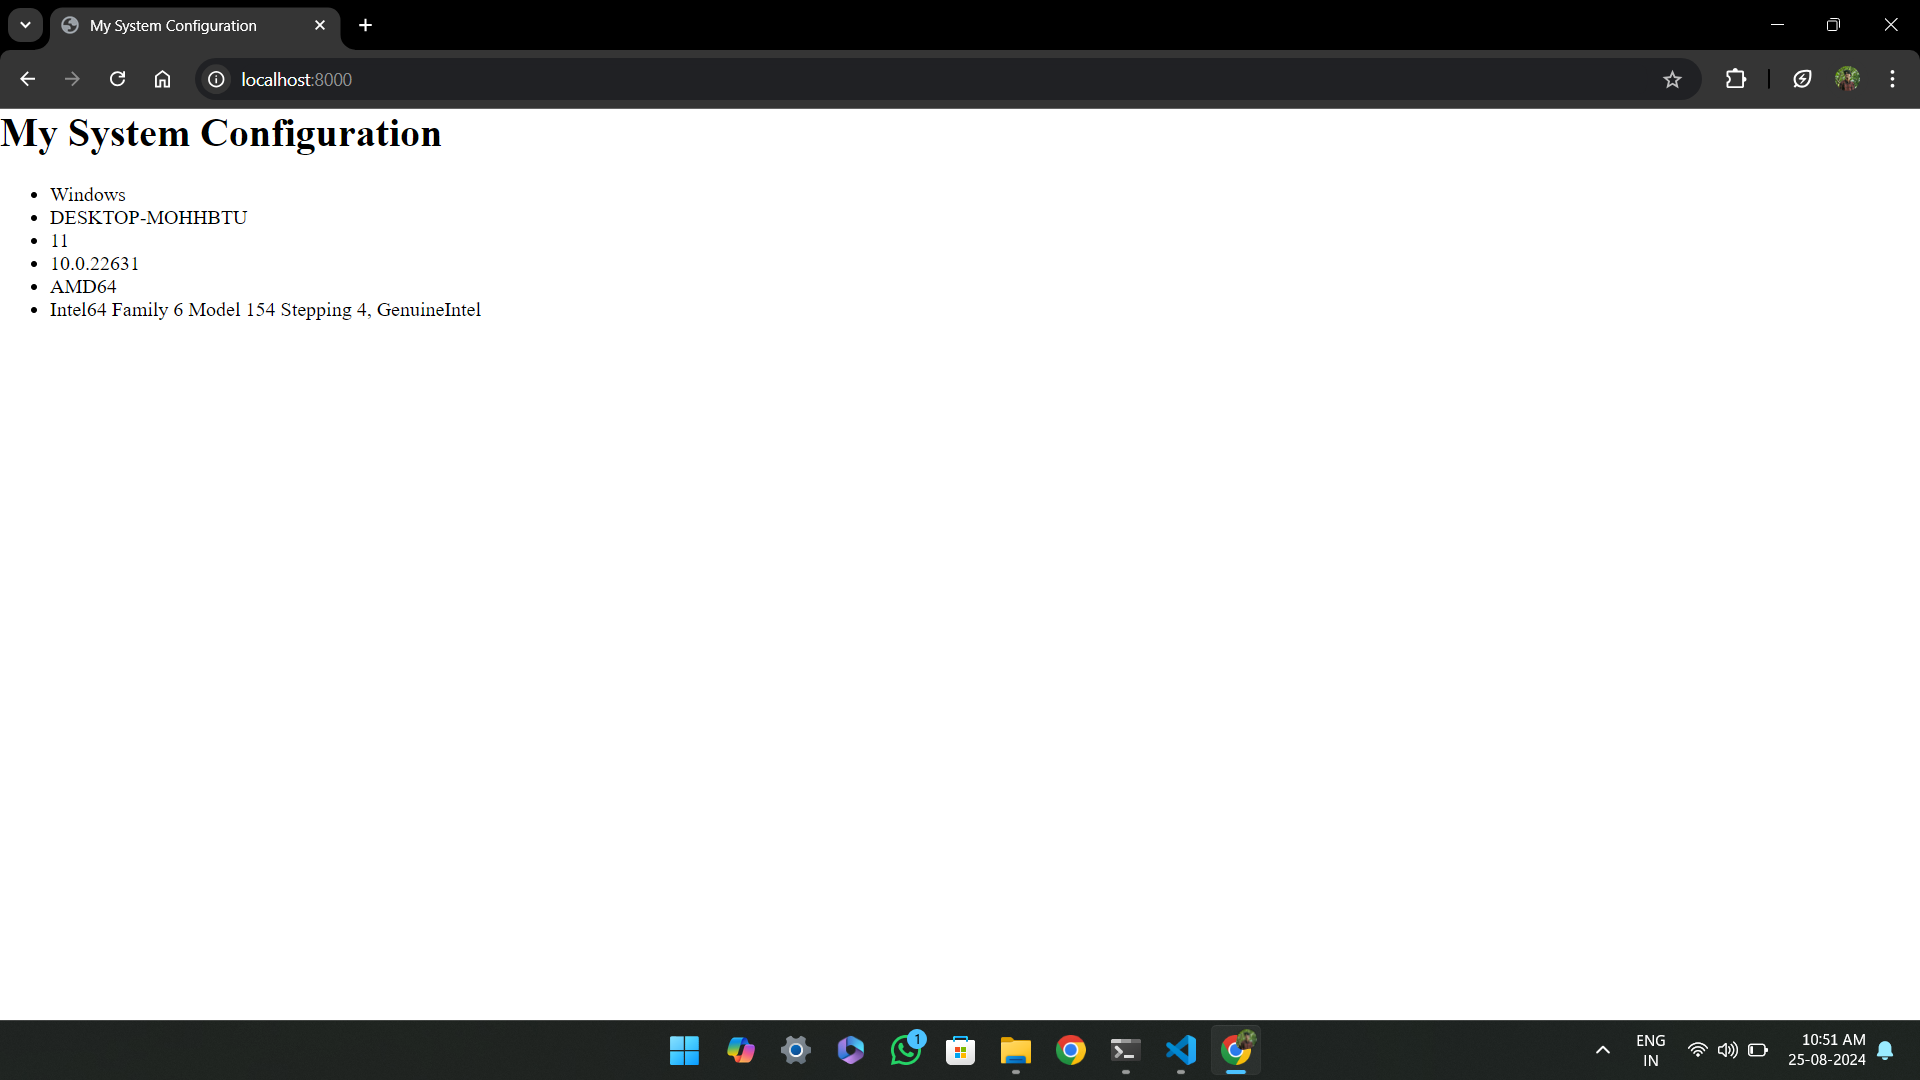 My System Configuration
localhost:8000
My System Configuration
Windows
DESKTOP-MOHHBTU
11
10.0.22631
AMD64
Intel64 Family 6 Model 154 Stepping 4, GenuineIntel
1
ENG
IN
10:51 AM
25-08-2024